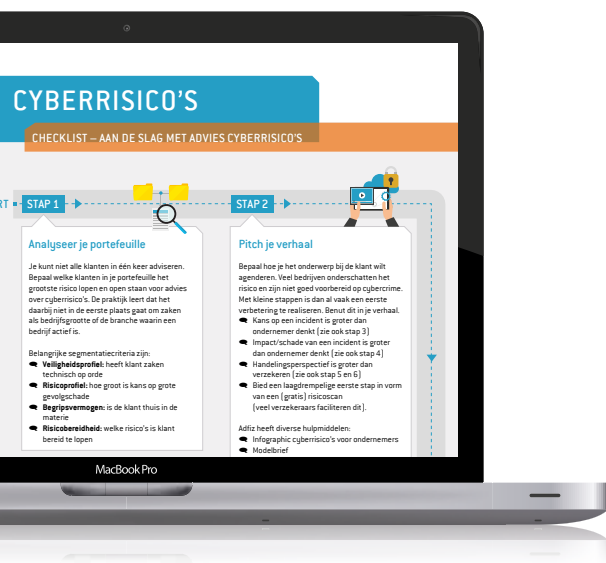 CYBERRISICO'S
CHECKLIST – AAN DE SLAG MET ADVIES CYBERRISICO'S
RT
STAP 1
Analyseer je portefeuille
Je kunt niet alle klanten in één keer adviseren.
Bepaal welke klanten in je portefeuille het
grootste risico lopen en open staan voor advies
over cyberrisico's. De praktijk leert dat het
daarbij niet in de eerste plaats gaat om zaken
als bedrijfsgrootte of de branche waarin een
bedrijf actief is.
Belangrijke segmentatiecriteria zijn:
Veiligheidsprofiel: heeft klant zaken
technisch op orde
Risicoprofiel: hoe groot is kans op grote
gevolgschade
Begripsvermogen: is de klant thuis in de
materie
Risicobereidheid: welke risico's is klant
bereid te lopen
STAP 2
Pitch je verhaal
Bepaal hoe je het onderwerp bij de klant wilt
agenderen. Veel bedrijven onderschatten het
risico en zijn niet goed voorbereid op cybercrime.
Met kleine stappen is dan al vaak een eerste
verbetering te realiseren. Benut dit in je verhaal.
Kans op een incident is groter dan
ondernemer denkt (zie ook stap 3)
Impact/schade van een incident is groter
dan ondernemer denkt (zie ook stap 4)
Handelingsperspectief is groter dan
verzekeren (zie ook stap 5 en 6)
Bied een laagdrempelige eerste stap in vorm
van een (gratis) risicoscan
(veel verzekeraars faciliteren dit).
Adfiz heeft diverse hulpmiddelen:
Infographic cyberrisico's voor ondernemers
Modelbrief
MacBook Pro